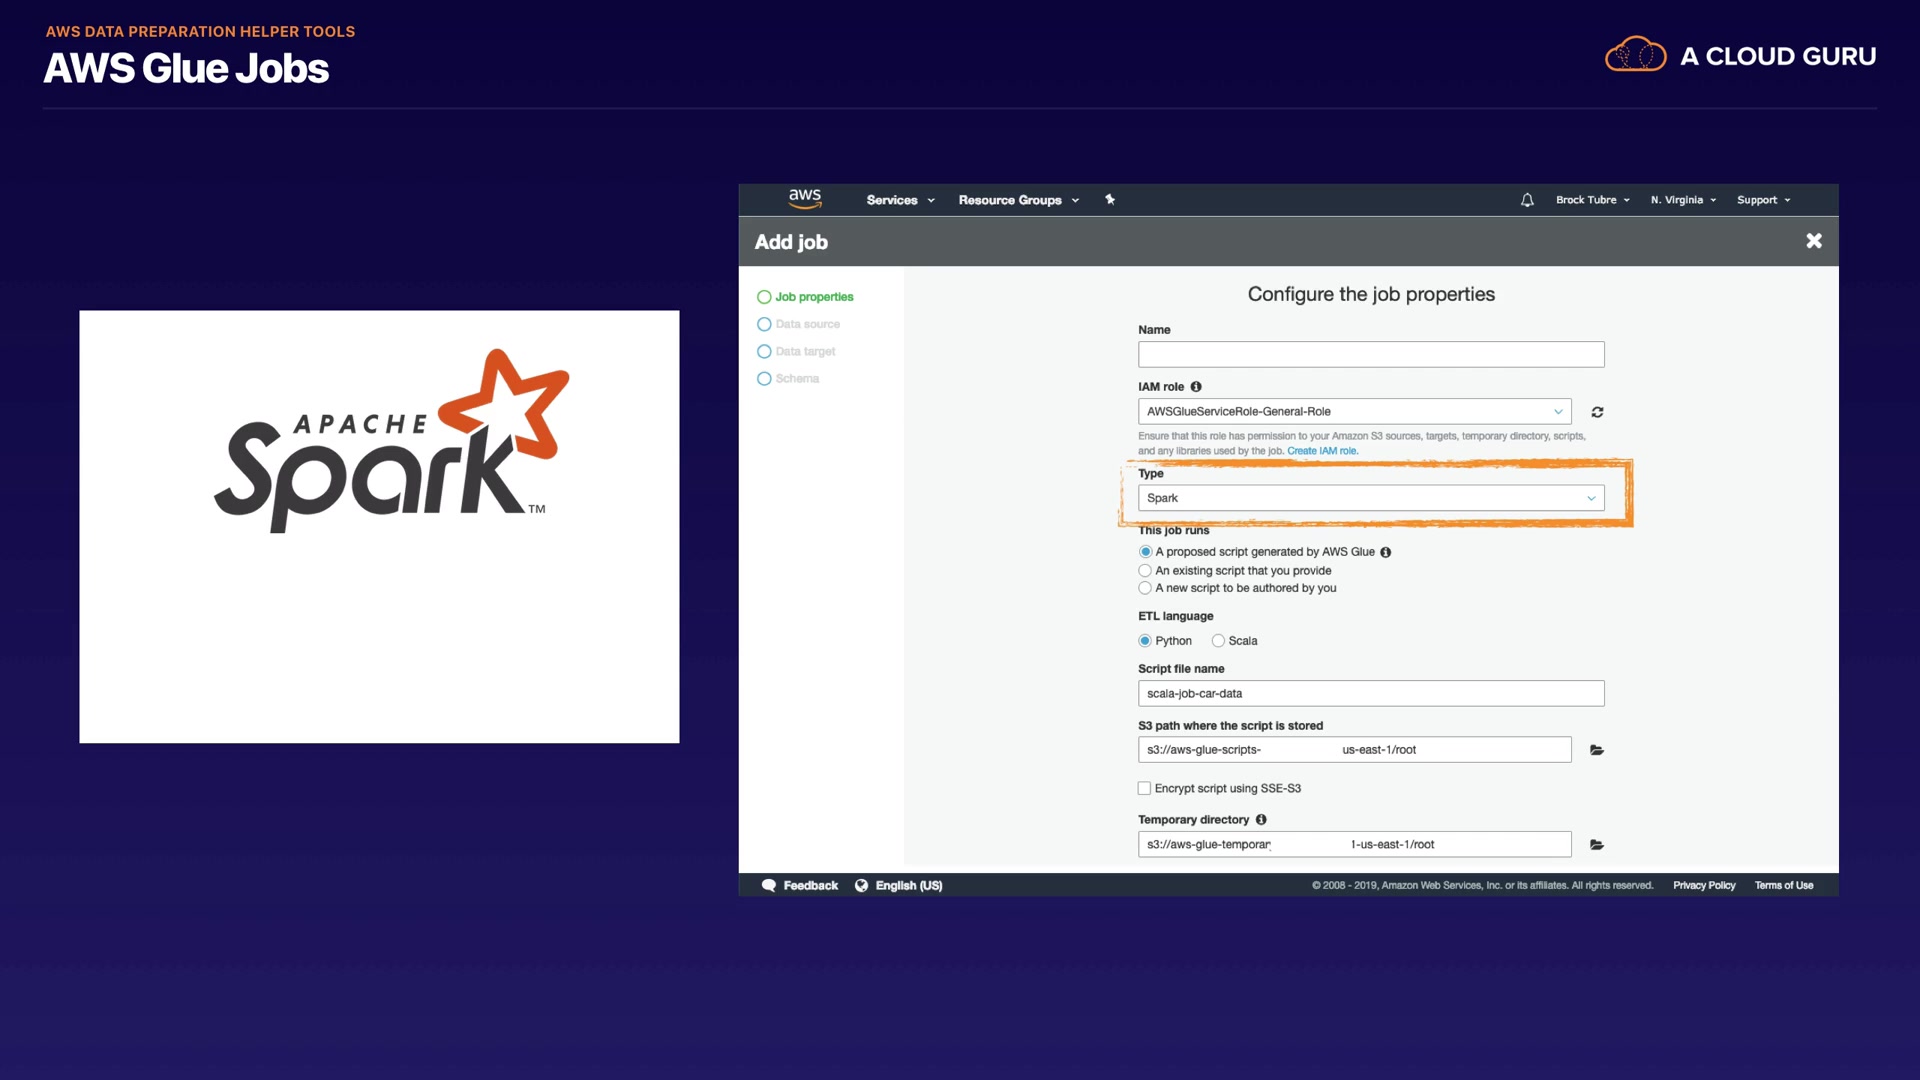 AWS DATA PREPARATION HELPER TOOLS
AWS Glue Jobs
A CLOUD GURU
APACHE
Spark™
aws Services Resource Groups Brock Tubre N. Virginia Support
Add job
Job properties
Data source
Data target
Schema
Configure the job properties
Name
IAM role
AWSGlueServiceRole-General-Role
Ensure that this role has permission to your Amazon S3 sources, targets, temporary directory, scripts,
and any libraries used by the job. Create IAM role.
Type
Spark
This job runs
A proposed script generated by AWS Glue
An existing script that you provide
A new script to be authored by you
ETL language
Python Scala
Script file name
scala-job-car-data
S3 path where the script is stored
s3://aws-glue-scripts- us-east-1/root
Encrypt script using SSE-S3
Temporary directory
s3://aws-glue-temporary 1-us-east-1/root
Feedback English (US) © 2008 - 2019, Amazon Web Services, Inc. or its affiliates. All rights reserved. Privacy Policy Terms of Use